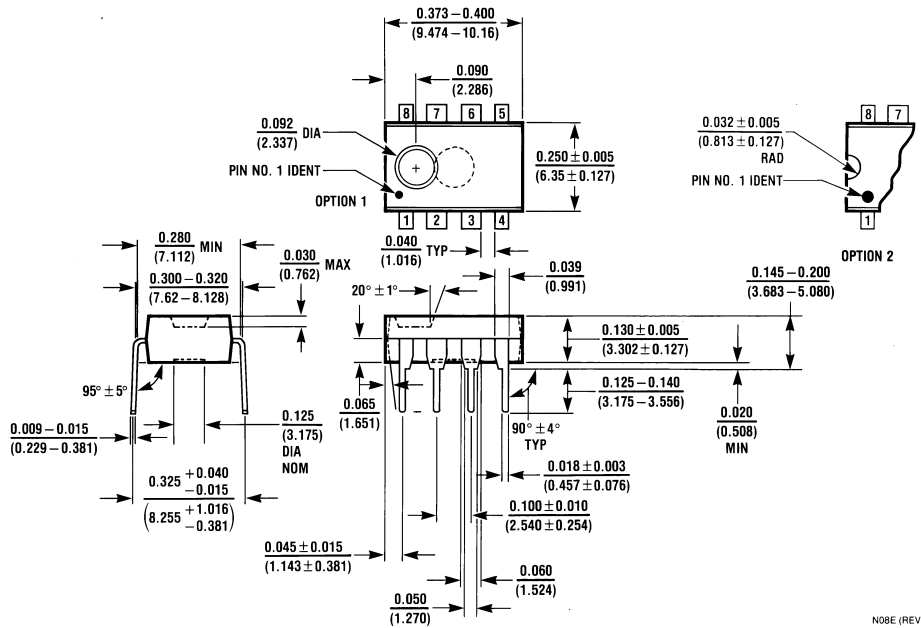 0.373 – 0.400
(9.474 – 10.16)
0.090
(2.286)
8 7 6 5
0.092 DIA
(2.337)
PIN NO. 1 IDENT
OPTION 1
0.250 ± 0.005
(6.35 ± 0.127)
1 2 3 4
8 7
0.032 ± 0.005
(0.813 ± 0.127)
RAD
PIN NO. 1 IDENT
1
OPTION 2
0.280 MIN
(7.112)
0.030 MAX
(0.762)
0.300 – 0.320
(7.62 – 8.128)
0.040 TYP
(1.016)
0.039
(0.991)
20° ± 1°
0.145 – 0.200
(3.683 – 5.080)
0.130 ± 0.005
(3.302 ± 0.127)
95° ± 5°
0.065
(1.651)
0.125 – 0.140
(3.175 – 3.556)
0.020
(0.508)
MIN
90° ± 4°
TYP
0.009 – 0.015
(0.229 – 0.381)
0.125
(3.175)
DIA
NOM
0.018 ± 0.003
(0.457 ± 0.076)
0.325 +0.040
−0.015
(8.255 +1.016
−0.381)
0.100 ± 0.010
(2.540 ± 0.254)
0.045 ± 0.015
(1.143 ± 0.381)
0.060
(1.524)
0.050
(1.270)
N08E (REV